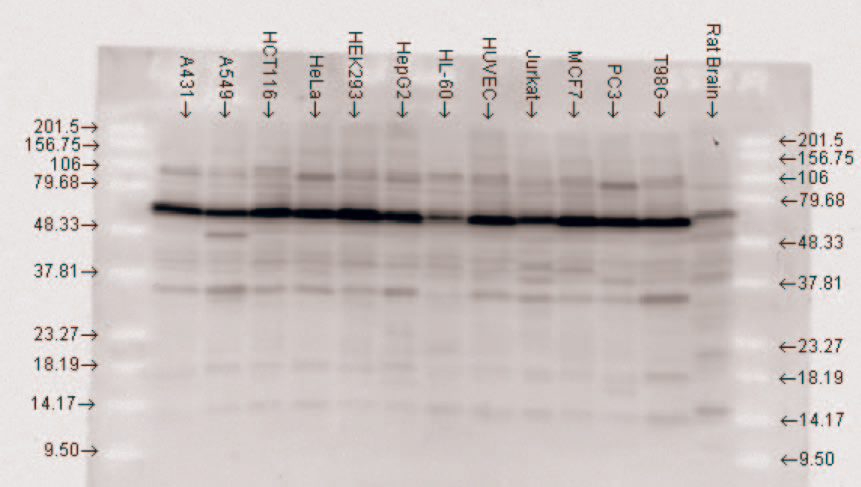 A431→
A549→
HCT116→
HeLa→
HEK293→
HepG2→
HL-60→
HUVEC→
Jurkat→
MCF7→
PC3→
T98G→
Rat Brain→
201.5→
156.75→
106→
79.68→
48.33→
37.81→
23.27→
18.19→
14.17→
9.50→
←201.5
←156.75
←106
←79.68
←48.33
←37.81
←23.27
←18.19
←14.17
←9.50